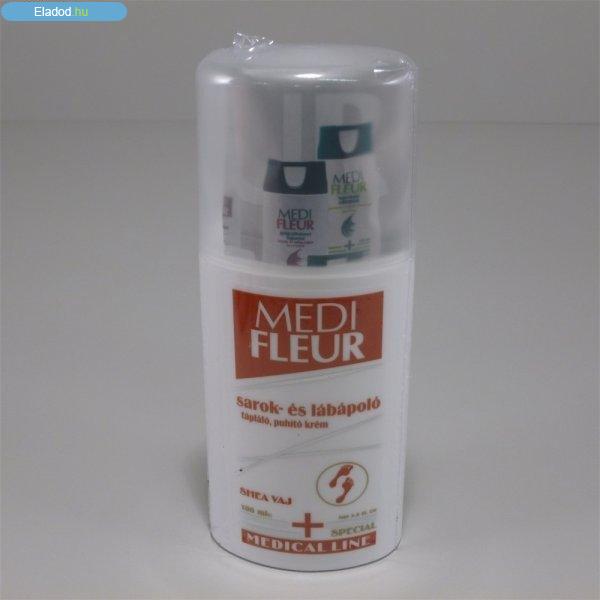 Eladod.hu
MEDI
FLEUR
MEDI
FLEUR
MEDI
FLEUR
sarok- és lábápoló
tápláló, puhító krém
SHEA VAJ
100 ml℮
SPECIAL
MEDICAL LINE